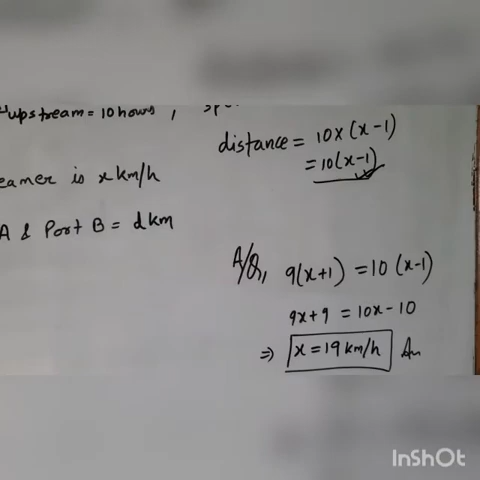 upstream = 10 hours,
distance = 10 x (x-1)
= 10(x-1)
eamer is x km/h
A & Port B = d km
A/Q, 9(x+1) = 10(x-1)
9x+9 = 10x-10
⇒ x = 19 km/h Ans
InShOt